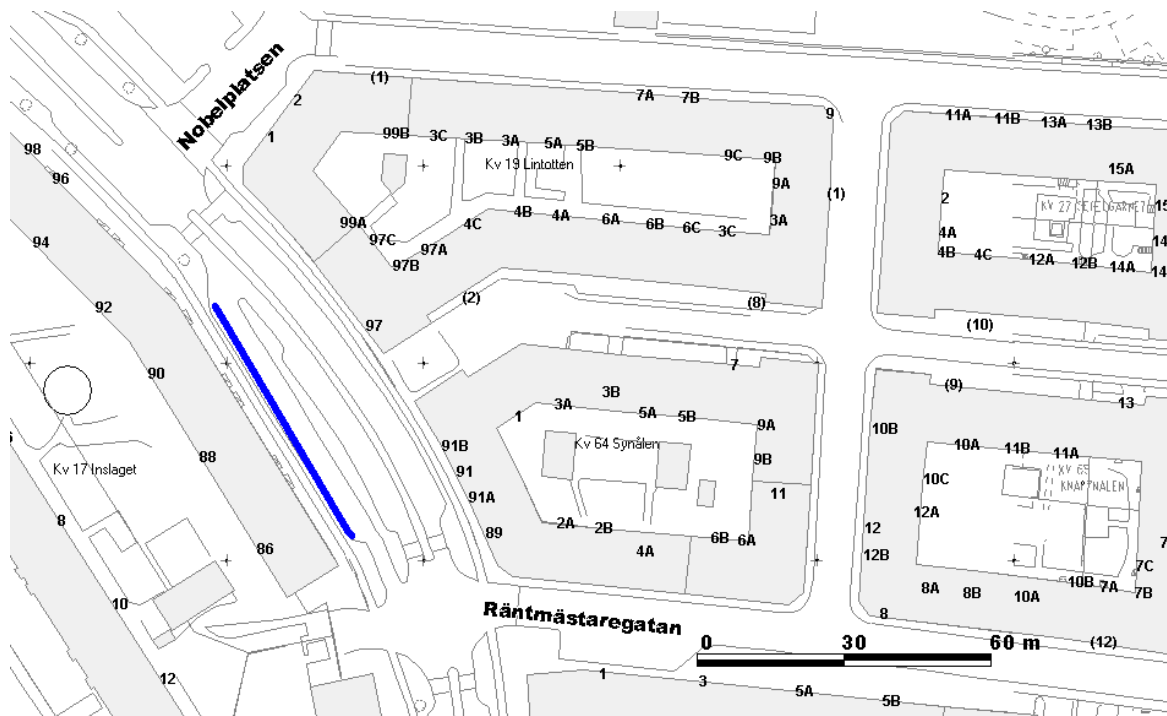 Nobelplatsen
(1)
2
1
7A
7B
9
11A
11B
13A
13B
98
96
94
92
90
88
86
99B
3C
3B
3A
5A
5B
9C
9B
9A
3A
(1)
Kv 19 Lintotten
15A
2
4A
4B
4C
12A
12B
14A
14
99A
97C
97B
97A
4C
4B
4A
6A
6B
6C
3C
(2)
(8)
(10)
97
7
(9)
13
3B
3A
5A
5B
1
9A
9B
11
Kv 64 Synålen
10B
10A
11B
11A
10C
12A
12
12B
KV 65
Kv 17 Inslaget
8
10
12
91B
91
91A
89
2A
2B
4A
6B
6A
8A
8B
10A
10B
7A
7C
7B
8
(12)
Räntmästaregatan
0 30 60 m
1
3
5A
5B